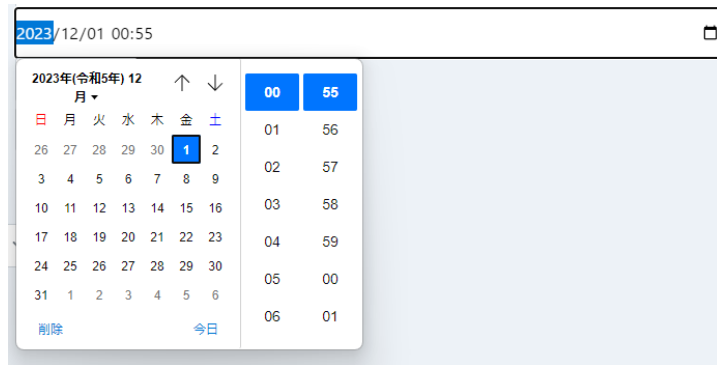 2023/12/01 00:55
2023年(令和5年) 12
月
日 月 火 水 木 金 土
26 27 28 29 30 1 2
3 4 5 6 7 8 9
10 11 12 13 14 15 16
17 18 19 20 21 22 23
24 25 26 27 28 29 30
31 1 2 3 4 5 6
削除 今日
00 55
01 56
02 57
03 58
04 59
05 00
06 01